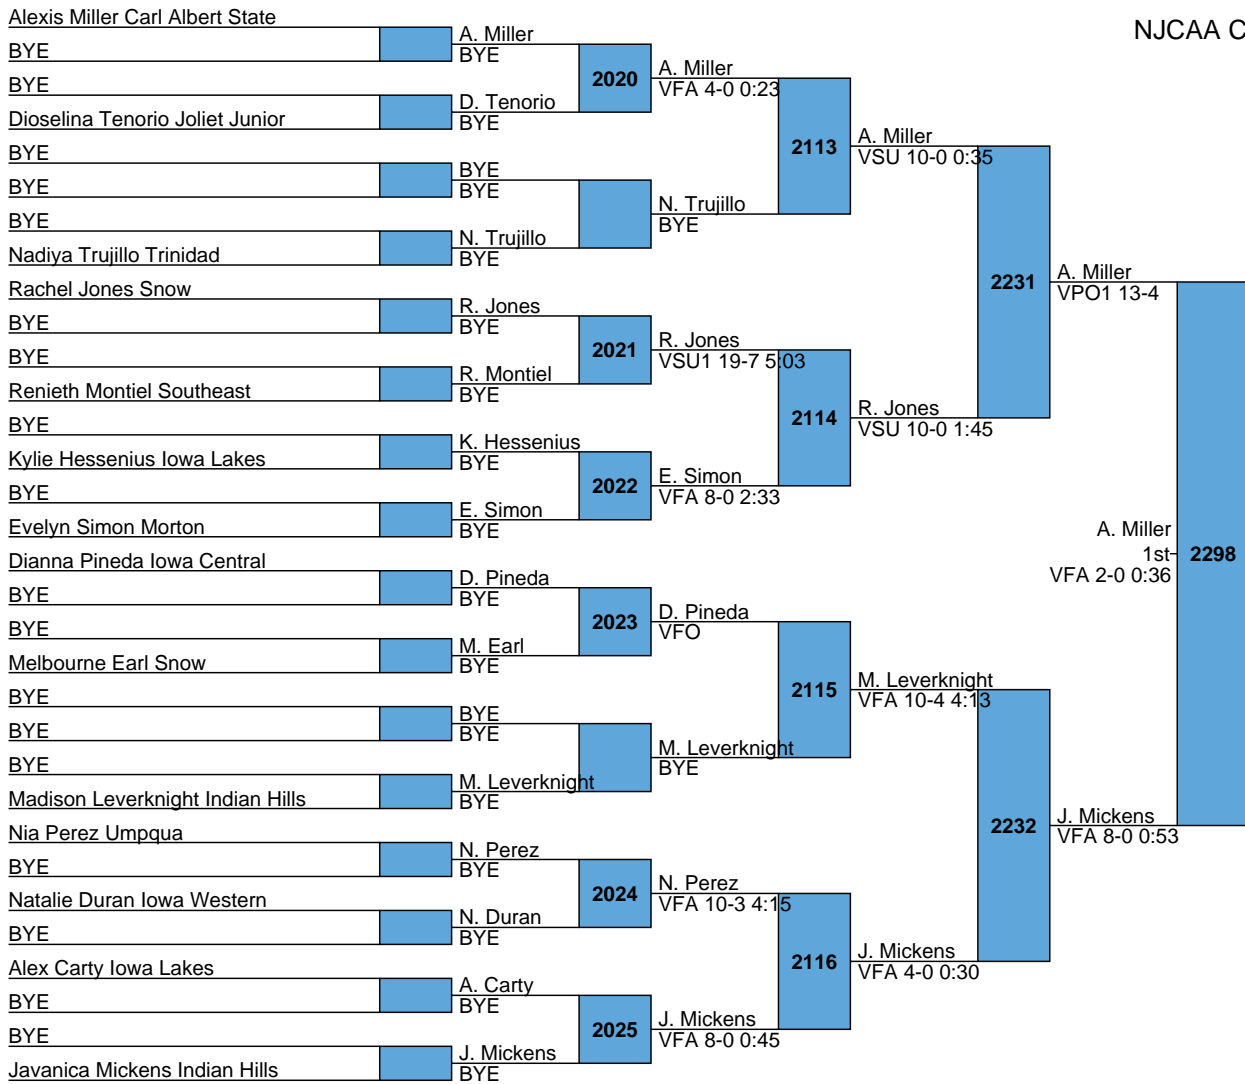 NJCAA C
Alexis Miller Carl Albert State
BYE
BYE
Dioselina Tenorio Joliet Junior
BYE
BYE
BYE
Nadiya Trujillo Trinidad
Rachel Jones Snow
BYE
BYE
Renieth Montiel Southeast
BYE
Kylie Hessenius Iowa Lakes
BYE
Evelyn Simon Morton
Dianna Pineda Iowa Central
BYE
BYE
Melbourne Earl Snow
BYE
BYE
BYE
Madison Leverknight Indian Hills
Nia Perez Umpqua
BYE
Natalie Duran Iowa Western
BYE
Alex Carty Iowa Lakes
BYE
BYE
Javanica Mickens Indian Hills
A. Miller
BYE
D. Tenorio
BYE
BYE
BYE
N. Trujillo
BYE
R. Jones
BYE
R. Montiel
BYE
K. Hessenius
BYE
E. Simon
BYE
D. Pineda
BYE
M. Earl
BYE
BYE
BYE
M. Leverknight
BYE
N. Perez
BYE
N. Duran
BYE
A. Carty
BYE
J. Mickens
BYE
2020
2021
2022
2023
2024
2025
A. Miller
VFA 4-0 0:23
N. Trujillo
BYE
R. Jones
VSU1 19-7 5:03
E. Simon
VFA 8-0 2:33
D. Pineda
VFO
M. Leverknight
BYE
N. Perez
VFA 10-3 4:15
J. Mickens
VFA 8-0 0:45
2113
2114
2115
2116
A. Miller
VSU 10-0 0:35
R. Jones
VSU 10-0 1:45
M. Leverknight
VFA 10-4 4:13
J. Mickens
VFA 4-0 0:30
2231
2232
A. Miller
VPO1 13-4
J. Mickens
VFA 8-0 0:53
A. Miller
1st
VFA 2-0 0:36
2298